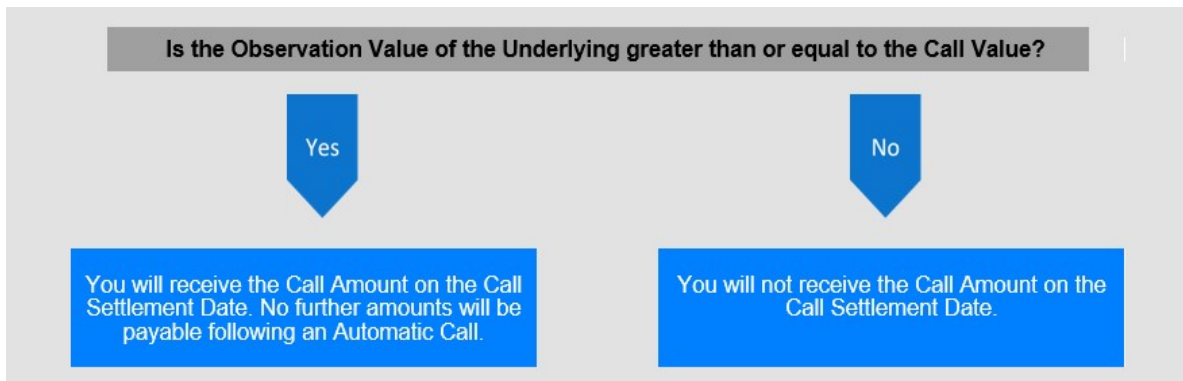 Is the Observation Value of the Underlying greater than or equal to the Call Value?
Yes
No
You will receive the Call Amount on the Call
Settlement Date. No further amounts will be
payable following an Automatic Call.
You will not receive the Call Amount on the
Call Settlement Date.